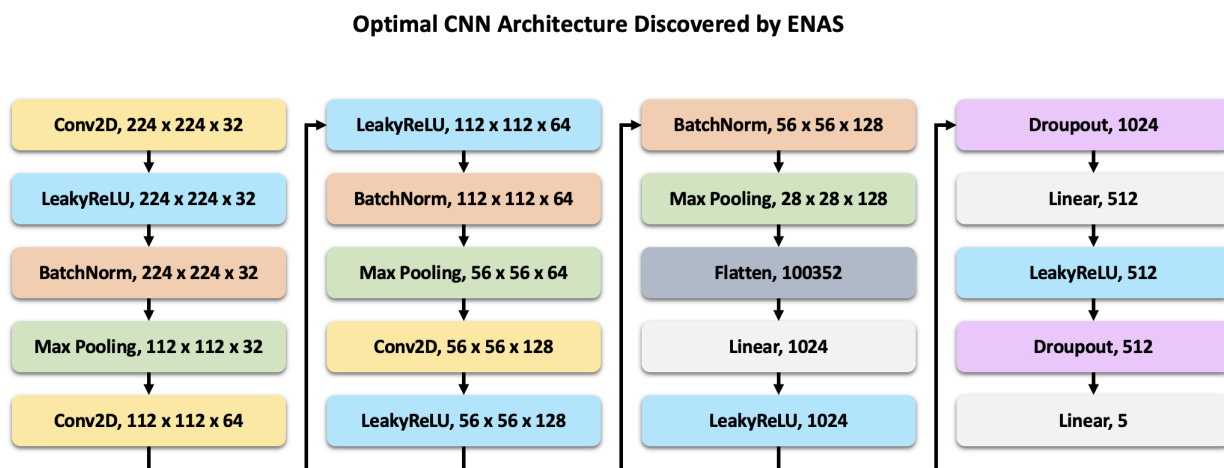 Optimal CNN Architecture Discovered by ENAS
Conv2D, 224 x 224 x 32
LeakyReLU, 224 x 224 x 32
BatchNorm, 224 x 224 x 32
Max Pooling, 112 x 112 x 32
Conv2D, 112 x 112 x 64
LeakyReLU, 112 x 112 x 64
BatchNorm, 112 x 112 x 64
Max Pooling, 56 x 56 x 64
Conv2D, 56 x 56 x 128
LeakyReLU, 56 x 56 x 128
BatchNorm, 56 x 56 x 128
Max Pooling, 28 x 28 x 128
Flatten, 100352
Linear, 1024
LeakyReLU, 1024
Droupout, 1024
Linear, 512
LeakyReLU, 512
Droupout, 512
Linear, 5